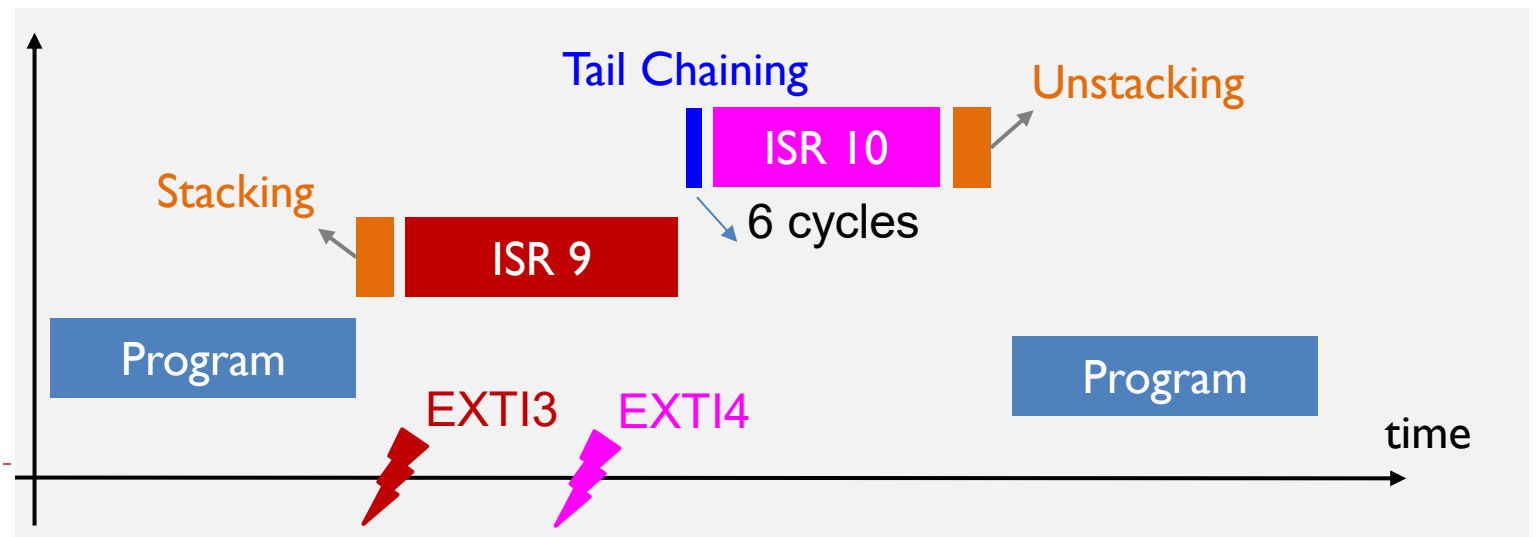 Tail Chaining
Unstacking
ISR 10
Stacking
6 cycles
ISR 9
Program
Program
EXTI3
EXTI4
time